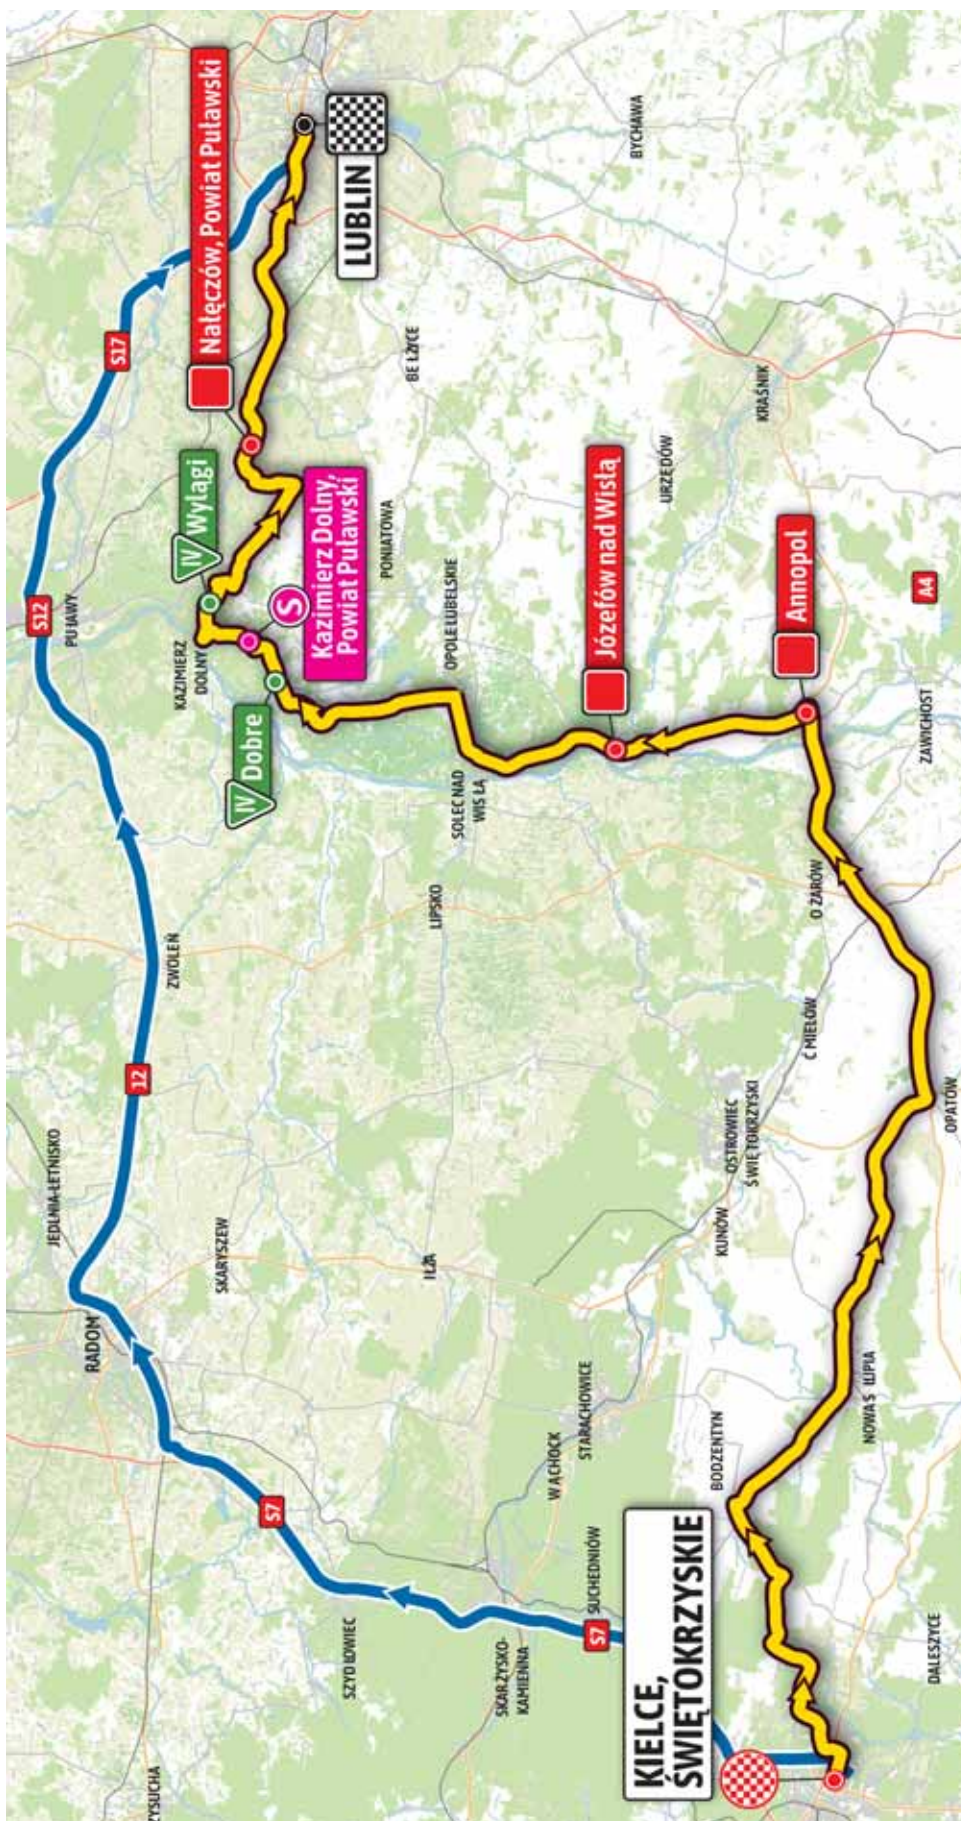 Nałęczów, Powiat Puławski
LUBLIN
BYCHAWA
S17
BEŁŻYCE
KRAŚNIK
IV Wylągi
S
Kazimierz Dolny,
Powiat Puławski
PONIATOWA
URZĘDÓW
S12
PUŁAWY
KAZIMIERZ
DOLNY
OPOLE LUBELSKIE
Józefów nad Wisłą
Annopol
A4
IV Dobre
SOLEC NAD
WISŁĄ
ZAWICHOST
ZWOLEŃ
LIPSKO
OŻARÓW
12
ĆMIELÓW
OSTROWIEC
ŚWIĘTOKRZYSKI
OPATÓW
JEDLNIA-LETNISKO
SKARYSZEW
IŁŻA
KUNÓW
RADOM
STARACHOWICE
WĄCHOCK
BODZENTYN
NOWA SŁUPIA
S7
SUCHEDNIÓW
S7
SZYDŁOWIEC
SKARŻYSKO-
KAMIENNA
KIELCE,
ŚWIĘTOKRZYSKIE
DALESZYCE
ZYSUCHA